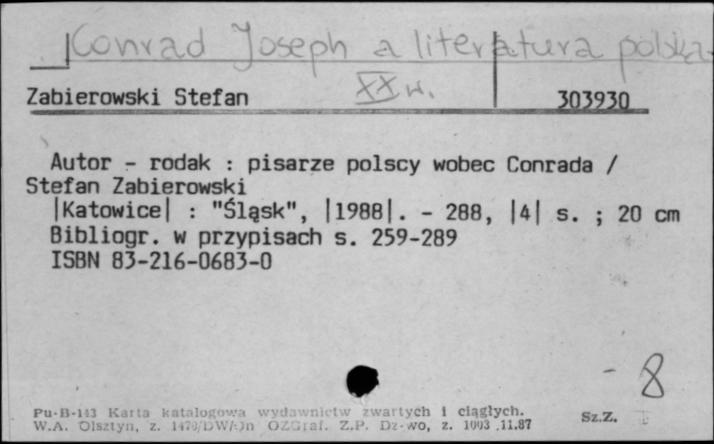 Conrad Joseph a literatura polska
XX w.
Zabierowski Stefan 303930
Autor - rodak : pisarze polscy wobec Conrada /
Stefan Zabierowski
|Katowice| : "Śląsk", |1988|. - 288, |4| s. ; 20 cm
Bibliogr. w przypisach s. 259-289
ISBN 83-216-0683-0
- 8
Pu-B-143 Karta katalogowa wydawnictw zwartych i ciągłych
W.A. Olsztyn, z. OZGraf. Z.P. Dz-wo, z. 1003 .11.87
Sz.Z.